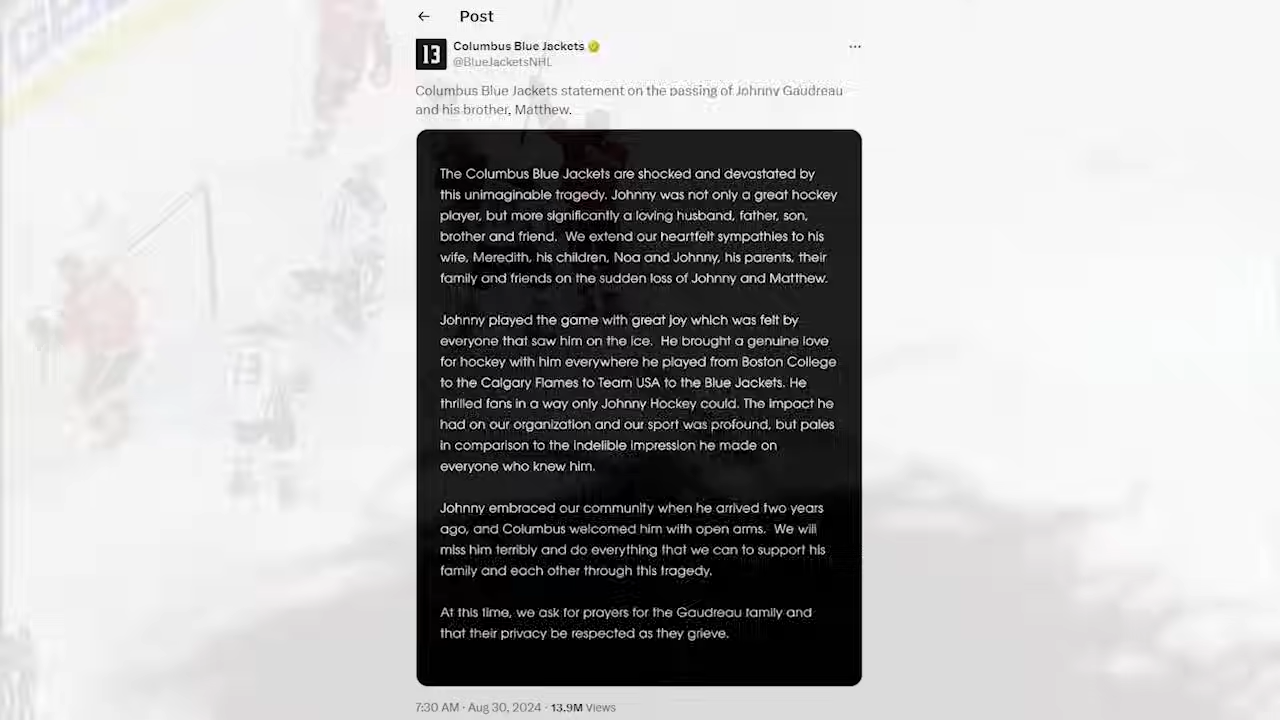 Post
13
Columbus Blue Jackets
@BlueJacketsNHL
Columbus Blue Jackets statement on the passing of Johnny Gaudreau
and his brother, Matthew.
The Columbus Blue Jackets are shocked and devastated by
this unimaginable tragedy. Johnny was not only a great hockey
player, but more significantly a loving husband, father, son,
brother and friend.  We extend our heartfelt sympathies to his
wife, Meredith, his children, Noa and Johnny, his parents, their
family and friends on the sudden loss of Johnny and Matthew.
Johnny played the game with great joy which was felt by
everyone that saw him on the ice.  He brought a genuine love
for hockey with him everywhere he played from Boston College
to the Calgary Flames to Team USA to the Blue Jackets. He
thrilled fans in a way only Johnny Hockey could. The impact he
had on our organization and our sport was profound, but pales
in comparison to the indelible impression he made on
everyone who knew him.
Johnny embraced our community when he arrived two years
ago, and Columbus welcomed him with open arms.  We will
miss him terribly and do everything that we can to support his
family and each other through this tragedy.
At this time, we ask for prayers for the Gaudreau family and
that their privacy be respected as they grieve.
7:30 AM · Aug 30, 2024 · 13.9M Views